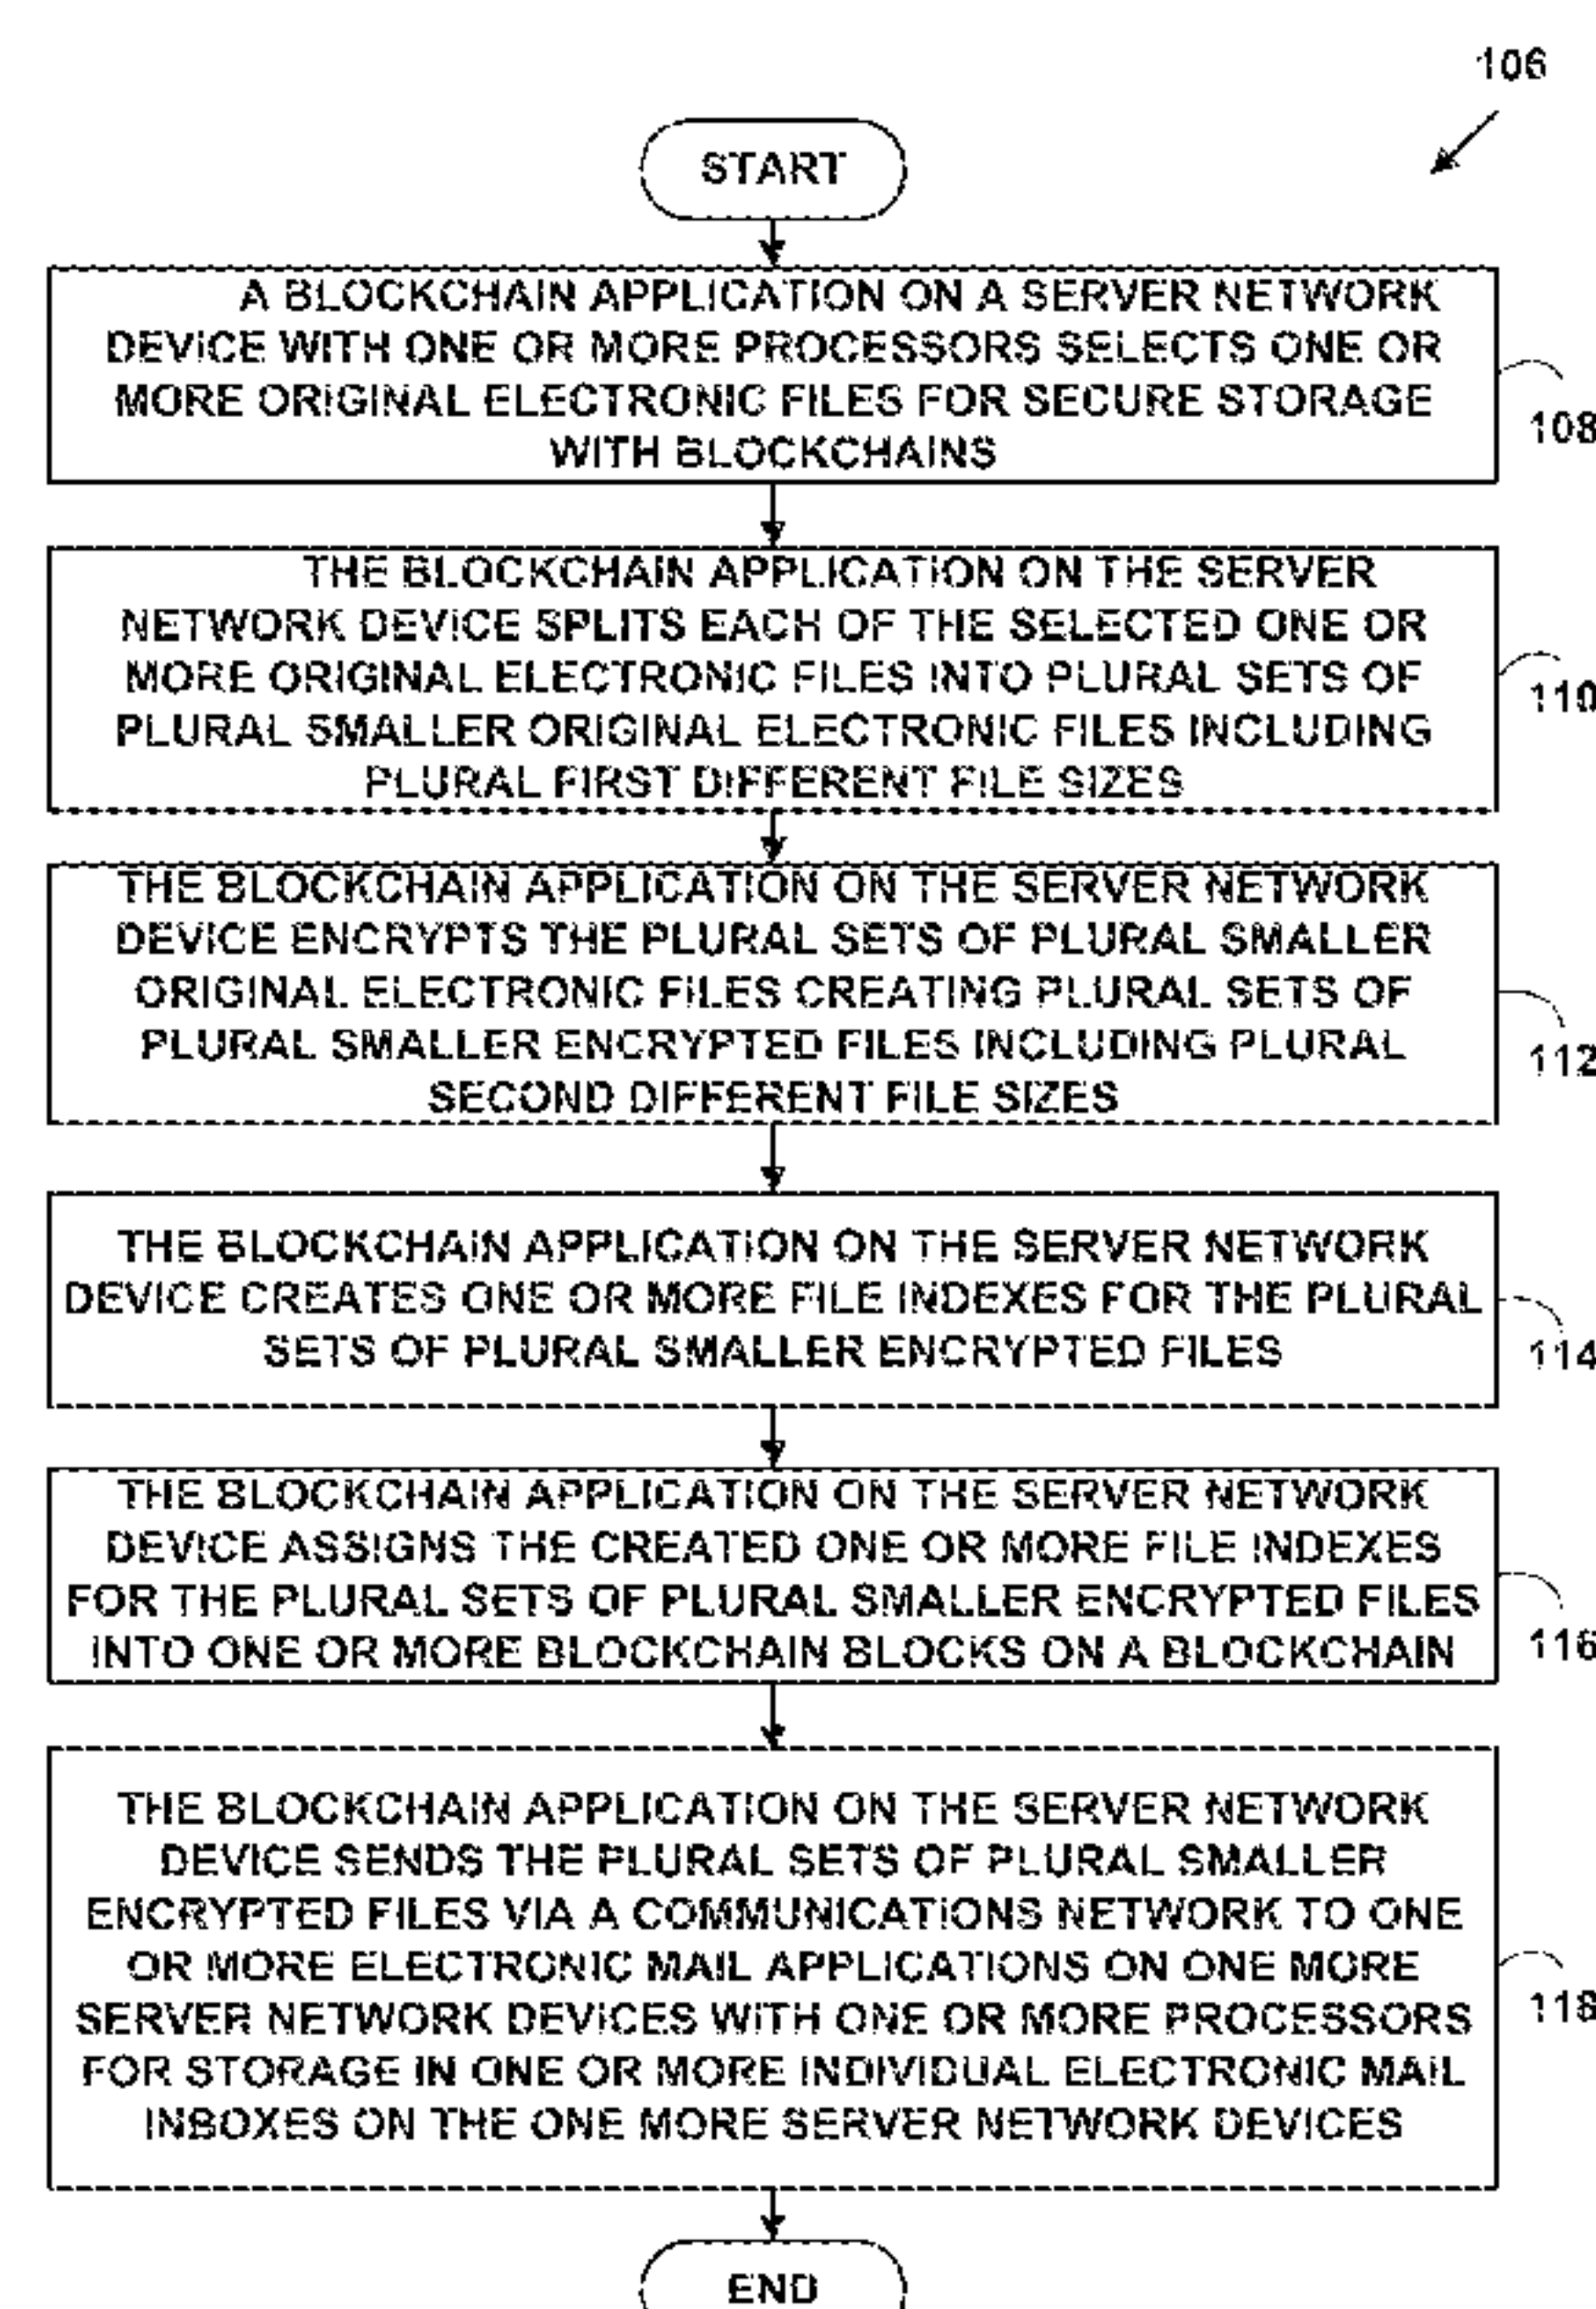 106
START
A BLOCKCHAIN APPLICATION ON A SERVER NETWORK
DEVICE WITH ONE OR MORE PROCESSORS SELECTS ONE OR
MORE ORIGINAL ELECTRONIC FILES FOR SECURE STORAGE
WITH BLOCKCHAINS
108
THE BLOCKCHAIN APPLICATION ON THE SERVER
NETWORK DEVICE SPLITS EACH OF THE SELECTED ONE OR
MORE ORIGINAL ELECTRONIC FILES INTO PLURAL SETS OF
PLURAL SMALLER ORIGINAL ELECTRONIC FILES INCLUDING
PLURAL FIRST DIFFERENT FILE SIZES
110
THE BLOCKCHAIN APPLICATION ON THE SERVER NETWORK
DEVICE ENCRYPTS THE PLURAL SETS OF PLURAL SMALLER
ORIGINAL ELECTRONIC FILES CREATING PLURAL SETS OF
PLURAL SMALLER ENCRYPTED FILES INCLUDING PLURAL
SECOND DIFFERENT FILE SIZES
112
THE BLOCKCHAIN APPLICATION ON THE SERVER NETWORK
DEVICE CREATES ONE OR MORE FILE INDEXES FOR THE PLURAL
SETS OF PLURAL SMALLER ENCRYPTED FILES
114
THE BLOCKCHAIN APPLICATION ON THE SERVER NETWORK
DEVICE ASSIGNS THE CREATED ONE OR MORE FILE INDEXES
FOR THE PLURAL SETS OF PLURAL SMALLER ENCRYPTED FILES
INTO ONE OR MORE BLOCKCHAIN BLOCKS ON A BLOCKCHAIN
116
THE BLOCKCHAIN APPLICATION ON THE SERVER NETWORK
DEVICE SENDS THE PLURAL SETS OF PLURAL SMALLER
ENCRYPTED FILES VIA A COMMUNICATIONS NETWORK TO ONE
OR MORE ELECTRONIC MAIL APPLICATIONS ON ONE MORE
SERVER NETWORK DEVICES WITH ONE OR MORE PROCESSORS
FOR STORAGE IN ONE OR MORE INDIVIDUAL ELECTRONIC MAIL
INBOXES ON THE ONE MORE SERVER NETWORK DEVICES
118
END